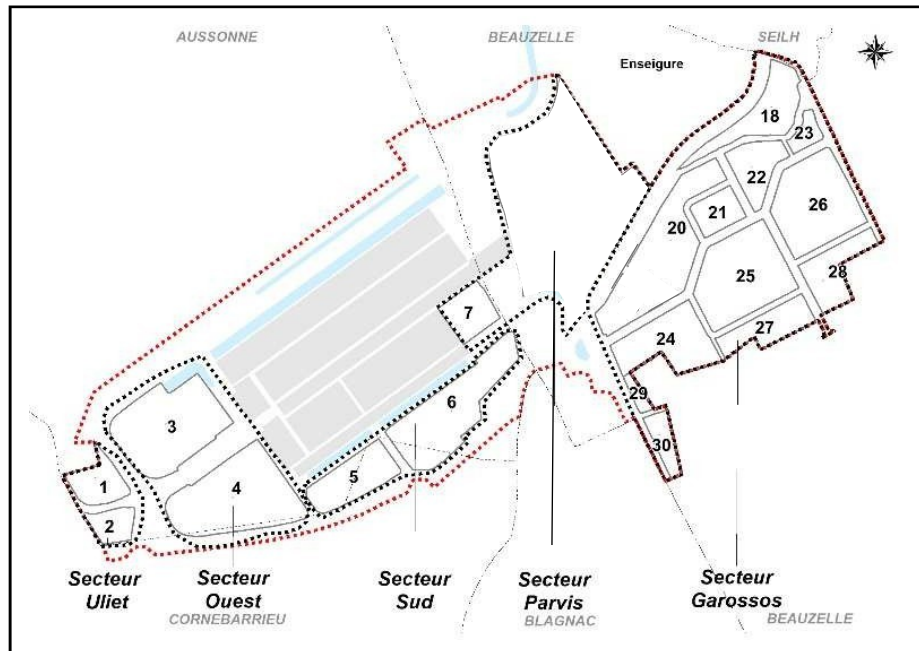 AUSSONNE
BEAUZELLE
SEILH
Enseigure
18
23
22
21
26
20
25
28
7
24
27
6
29
3
30
5
4
1
2
Secteur
Uliet
Secteur
Ouest
Secteur
Sud
Secteur
Parvis
Secteur
Garossos
CORNEBARRIEU
BLAGNAC
BEAUZELLE